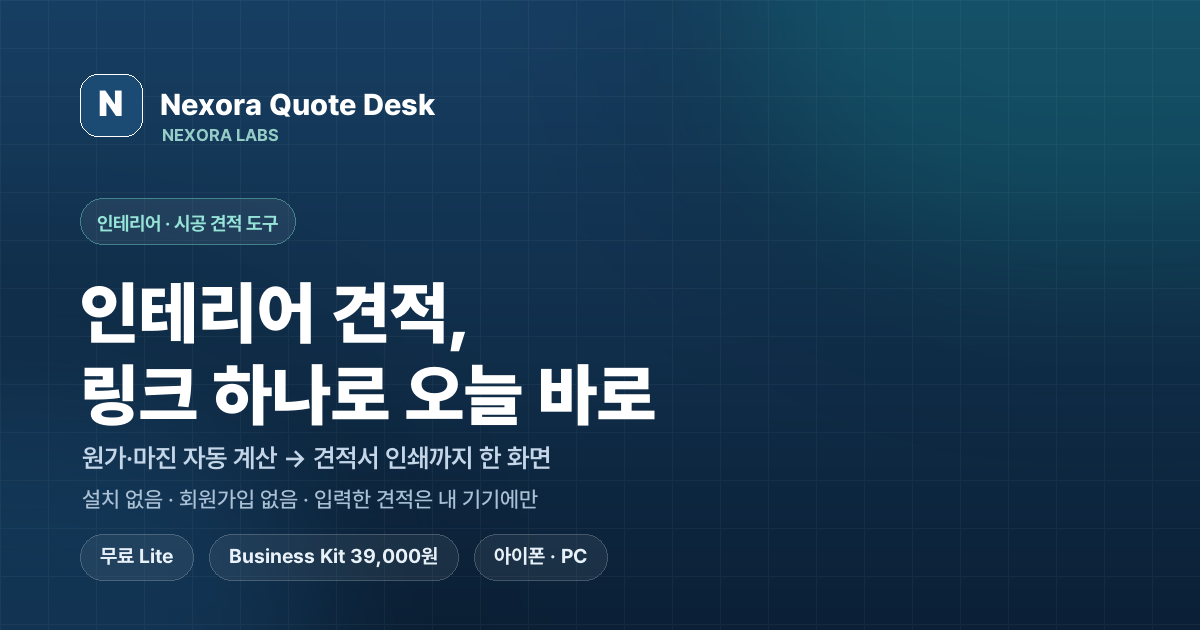 N
Nexora Quote Desk
NEXORA LABS
인테리어 · 시공 견적 도구
인테리어 견적,
링크 하나로 오늘 바로
원가·마진 자동 계산 → 견적서 인쇄까지 한 화면
설치 없음 · 회원가입 없음 · 입력한 견적은 내 기기에만
무료 Lite
Business Kit 39,000원
아이폰 · PC